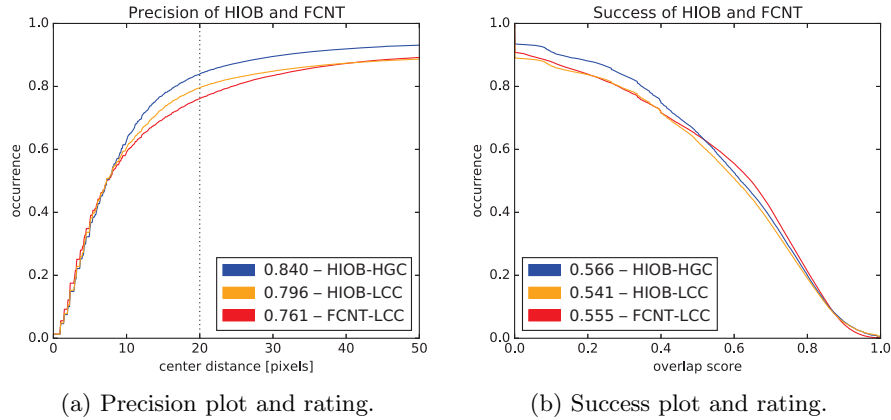 Precision of HIOB and FCNT
1.0
0.8
0.6
0.4
0.2
0.0
occurrence
0.840 – HIOB-HGC
0.796 – HIOB-LCC
0.761 – FCNT-LCC
0 10 20 30 40 50
center distance [pixels]
(a) Precision plot and rating.
Success of HIOB and FCNT
1.0
0.8
0.6
0.4
0.2
0.0
occurrence
0.566 – HIOB-HGC
0.541 – HIOB-LCC
0.555 – FCNT-LCC
0.0 0.2 0.4 0.6 0.8 1.0
overlap score
(b) Success plot and rating.